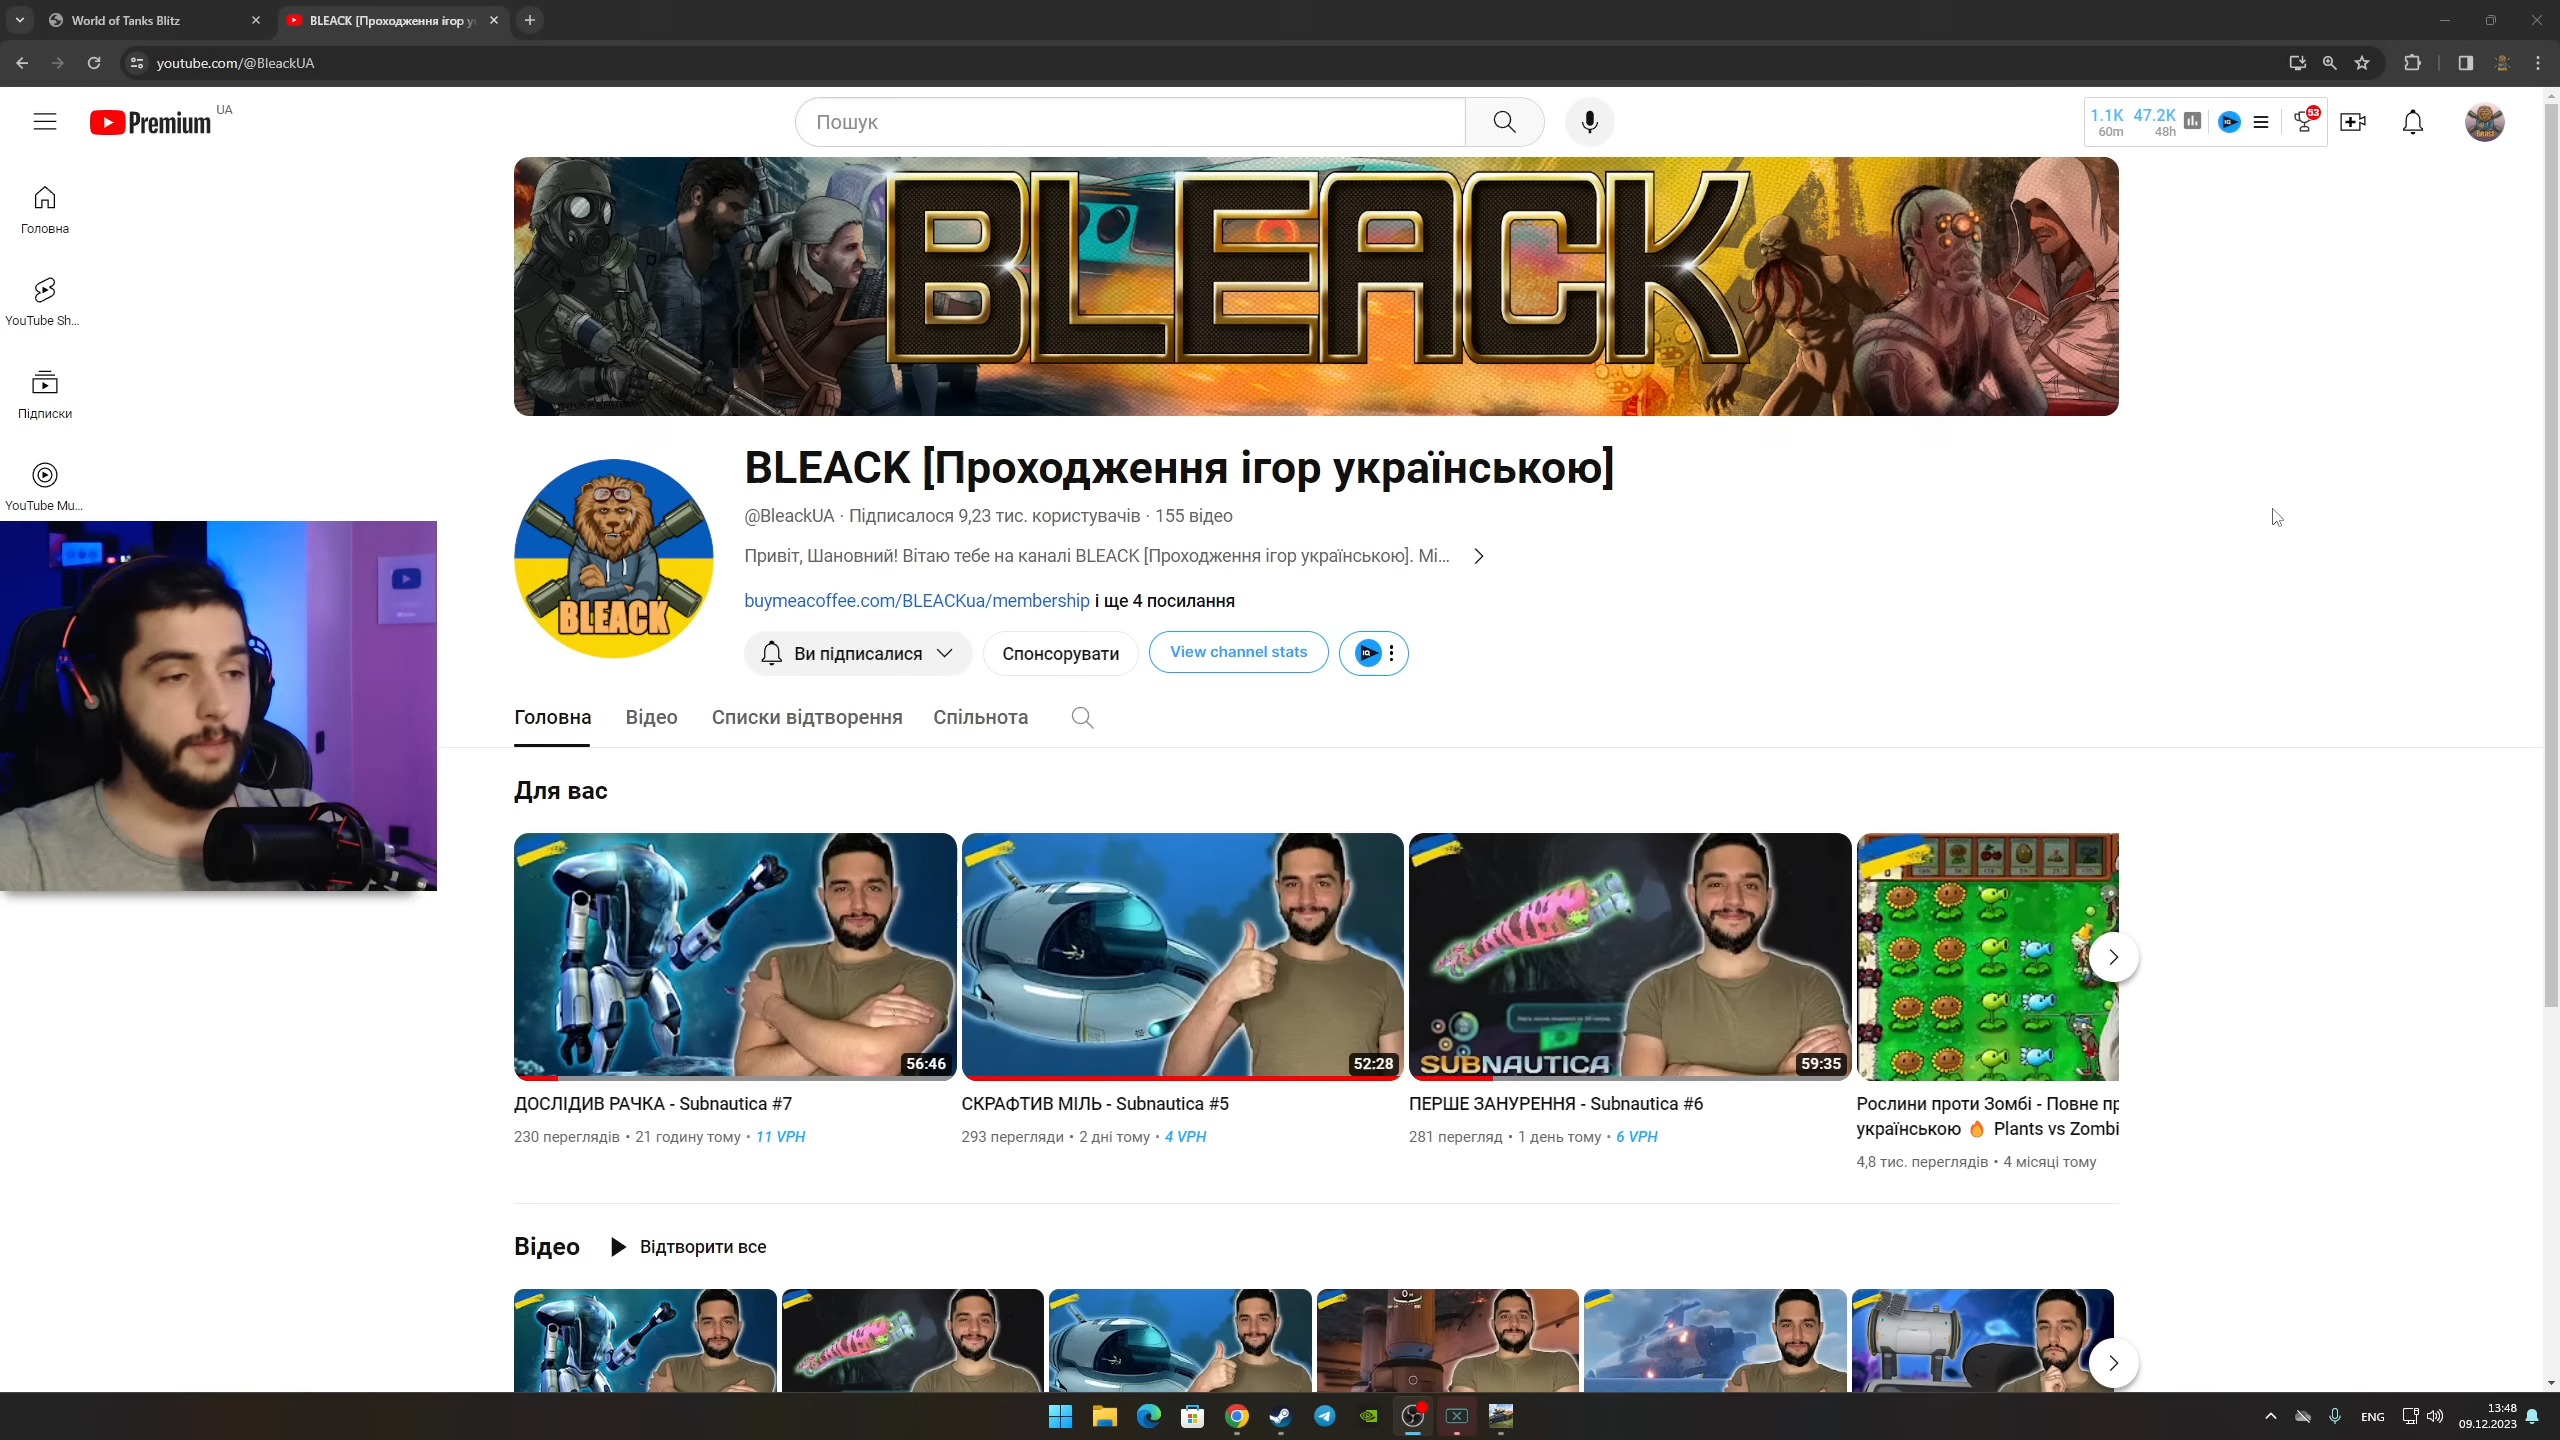 World of Tanks Blitz
BLEACK [Проходження ігор у
youtube.com/@BleackUA
Premium
UA
Пошук
1.1K 47.2K
60m 48h
63
Головна
YouTube Sh...
Підписки
YouTube Mu...
BLEACK
BLEACK
BLEACK [Проходження ігор українською]
@BleackUA · Підписалося 9,23 тис. користувачів · 155 відео
Привіт, Шановний! Вітаю тебе на каналі BLEACK [Проходження ігор українською]. Мі...
buymeacoffee.com/BLEACKua/membership і ще 4 посилання
Ви підписалися
Спонсорувати
View channel stats
IQ
Головна
Відео
Списки відтворення
Спільнота
Для вас
56:46
52:28
SUBNAUTICA
59:35
ДОСЛІДИВ РАЧКА - Subnautica #7
230 переглядів • 21 годину тому • 11 VPH
СКРАФТИВ МІЛЬ - Subnautica #5
293 перегляди • 2 дні тому • 4 VPH
ПЕРШЕ ЗАНУРЕННЯ - Subnautica #6
281 перегляд • 1 день тому • 6 VPH
Рослини проти Зомбі - Повне пр
українською 🔥 Plants vs Zombi
4,8 тис. переглядів • 4 місяці тому
Відео
Відтворити все
ENG
13:48
09.12.2023